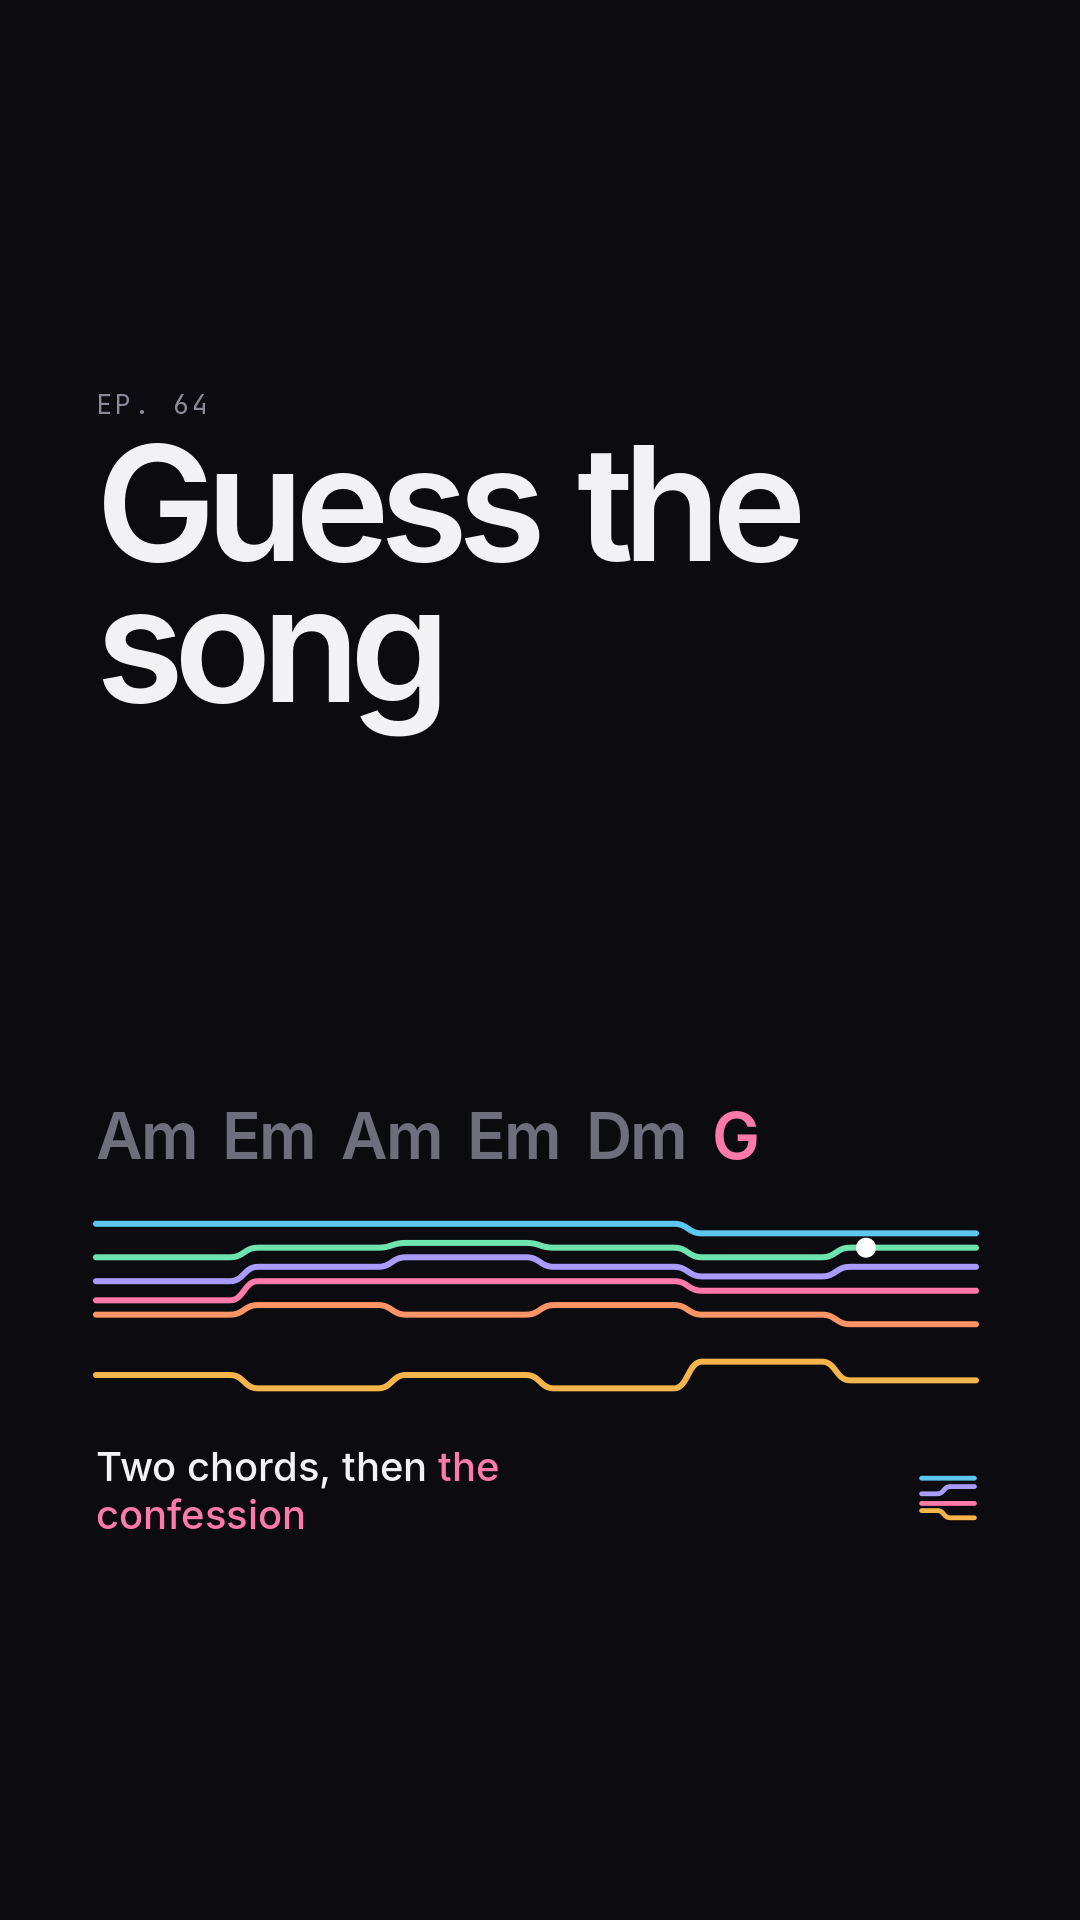 EP. 64
Guess the
song
Am Em Am Em Dm G
Two chords, then the
confession